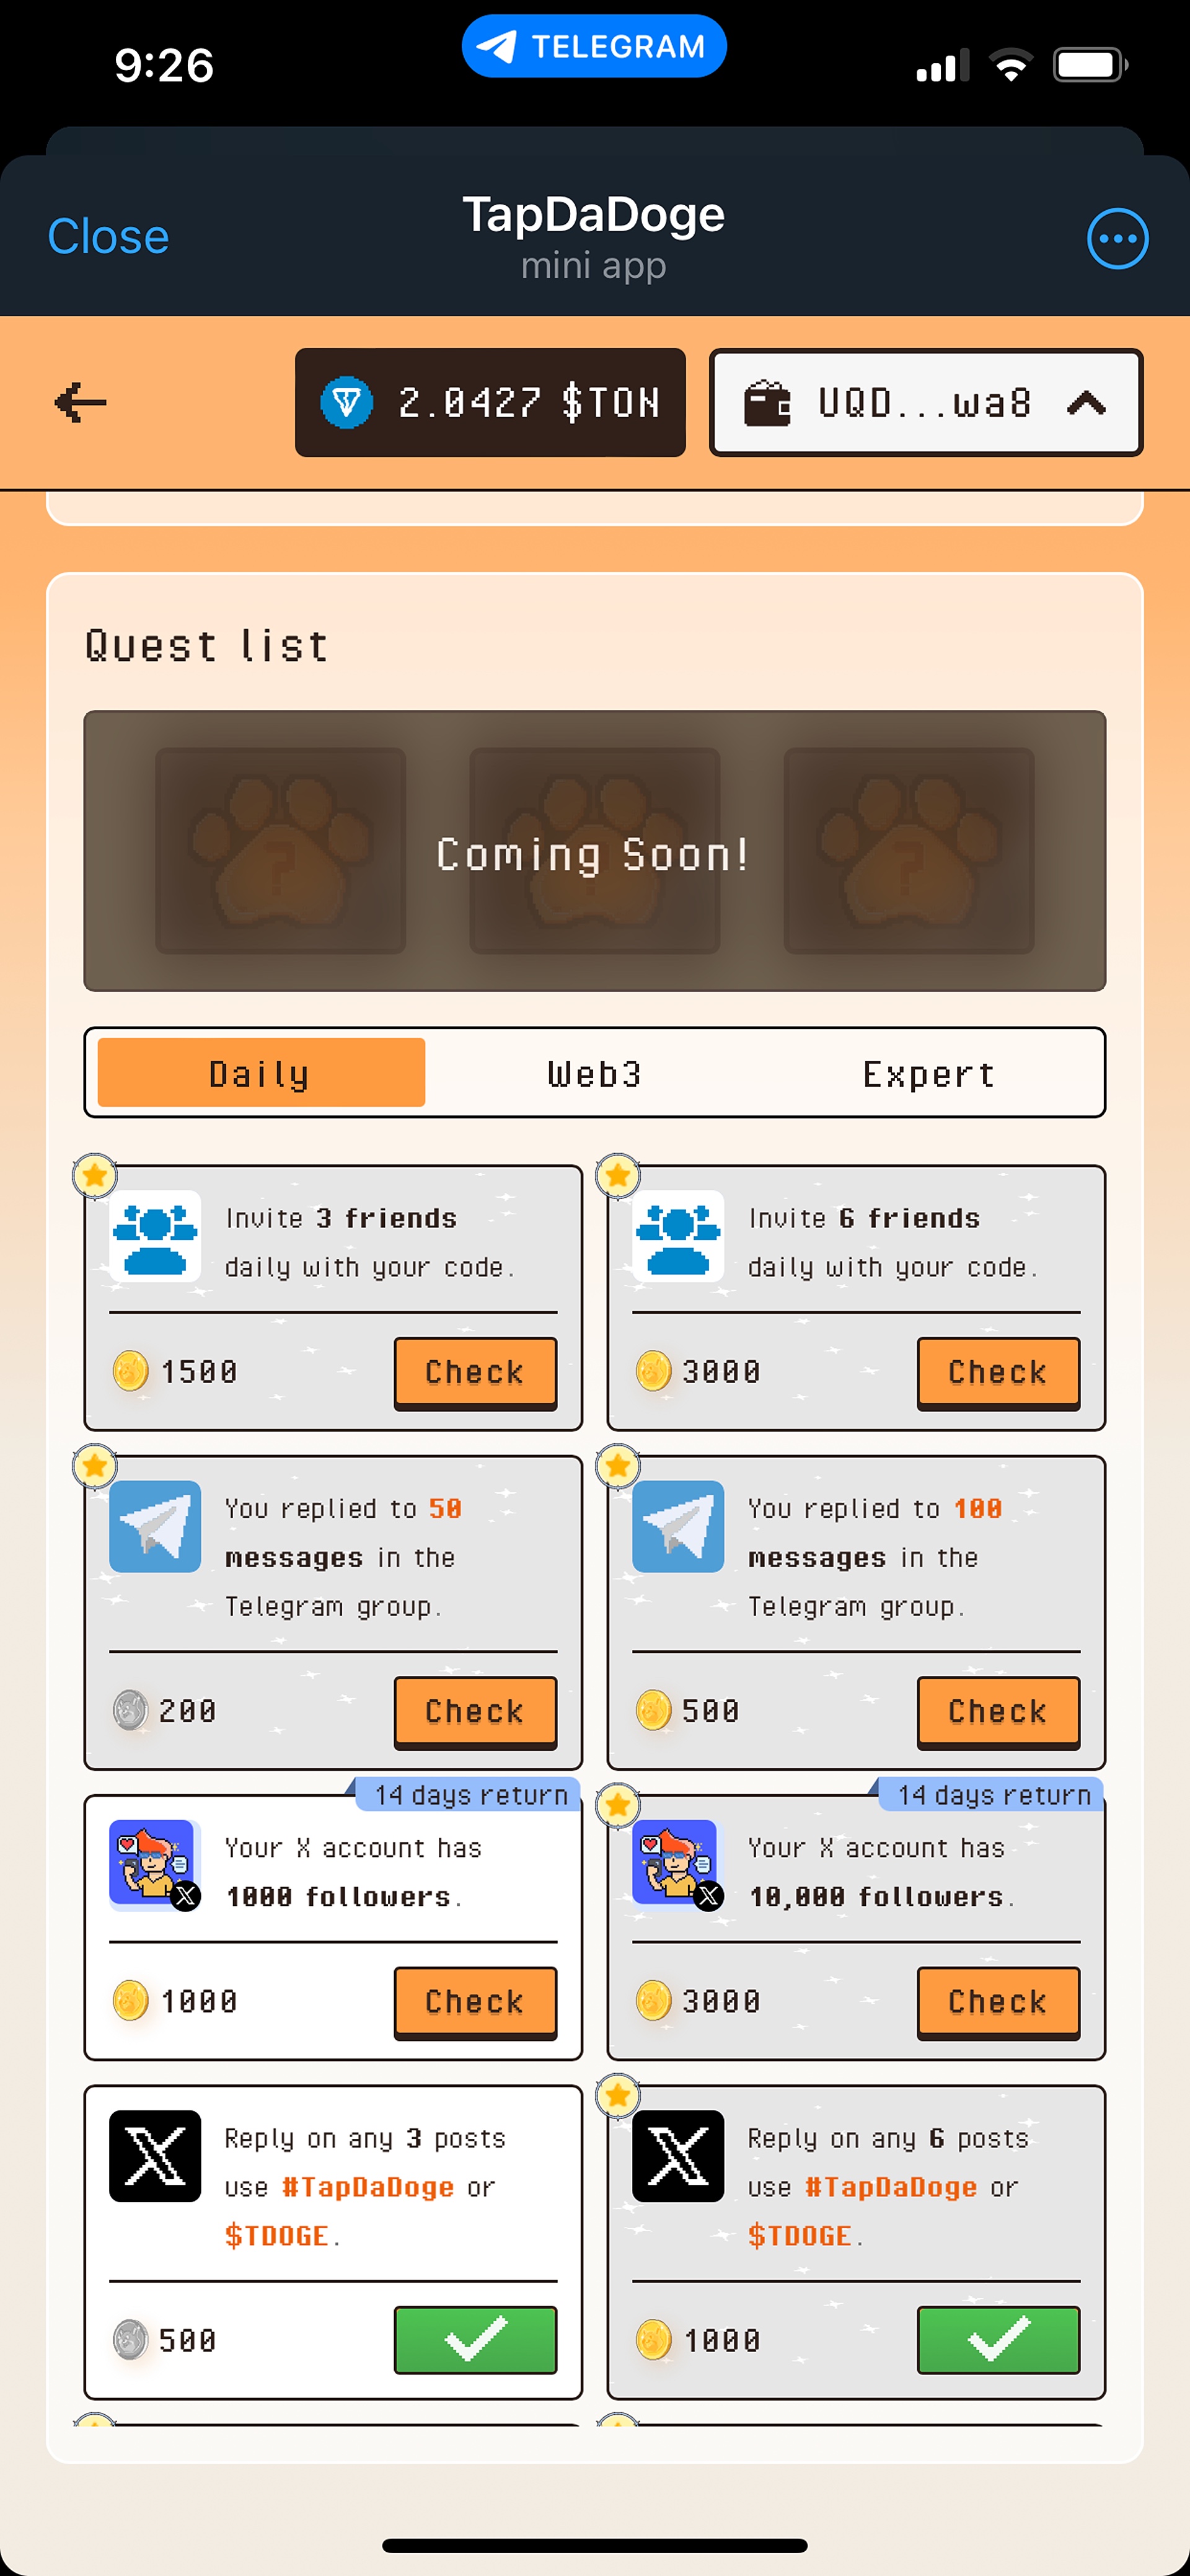 9:26
TELEGRAM
Close
TapDaDoge
mini app
2.0427 $TON
UQD...wa8
Quest list
Coming Soon!
Daily
Web3
Expert
Invite 3 friends
daily with your code.
1500
Check
Invite 6 friends
daily with your code.
3000
Check
You replied to 50
messages in the
Telegram group.
200
Check
You replied to 100
messages in the
Telegram group.
500
Check
14 days return
Your X account has
1000 followers.
1000
Check
14 days return
Your X account has
10,000 followers.
3000
Check
Reply on any 3 posts
use #TapDaDoge or
$TDOGE.
500
Reply on any 6 posts
use #TapDaDoge or
$TDOGE.
1000